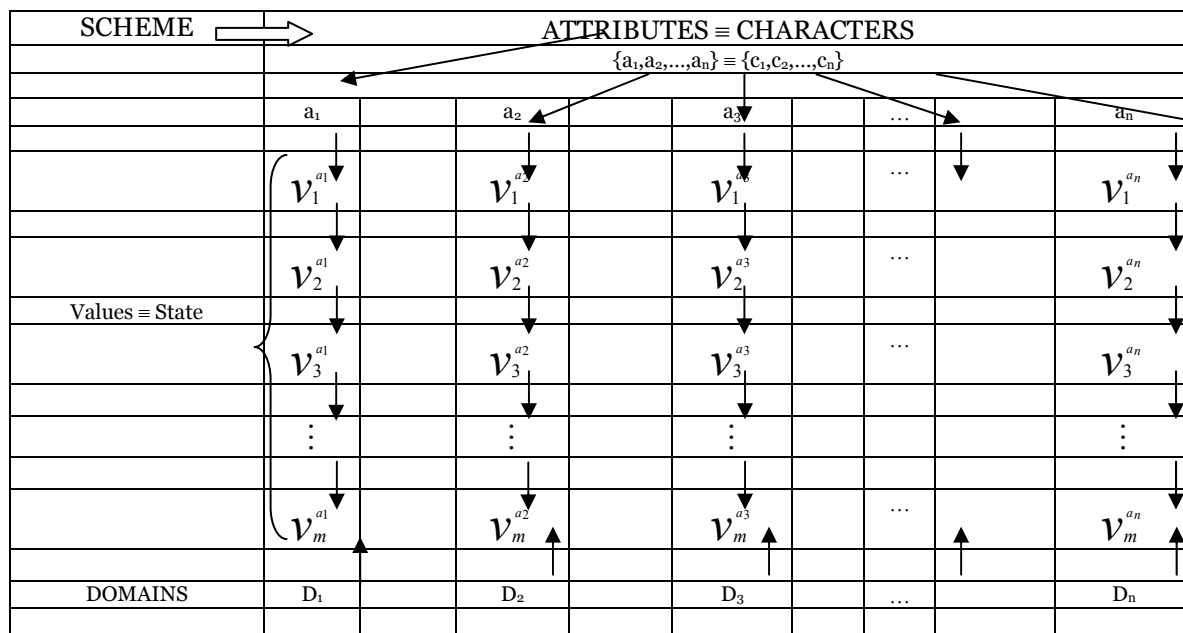 SCHEME ATTRIBUTES ≡ CHARACTERS
{a₁,a₂,...,aₙ} ≡ {c₁,c₂,...,cₙ}
a₁ a₂ a₃ ... aₙ
v₁^a₁ v₁^a₂ v₁^a₃ ... v₁^aₙ
v₂^a₁ v₂^a₂ v₂^a₃ ... v₂^aₙ
Values ≡ State
v₃^a₁ v₃^a₂ v₃^a₃ ... v₃^aₙ
⋮ ⋮ ⋮ ⋮
vₘ^a₁ vₘ^a₂ vₘ^a₃ ... vₘ^aₙ
DOMAINS D₁ D₂ D₃ ... Dₙ